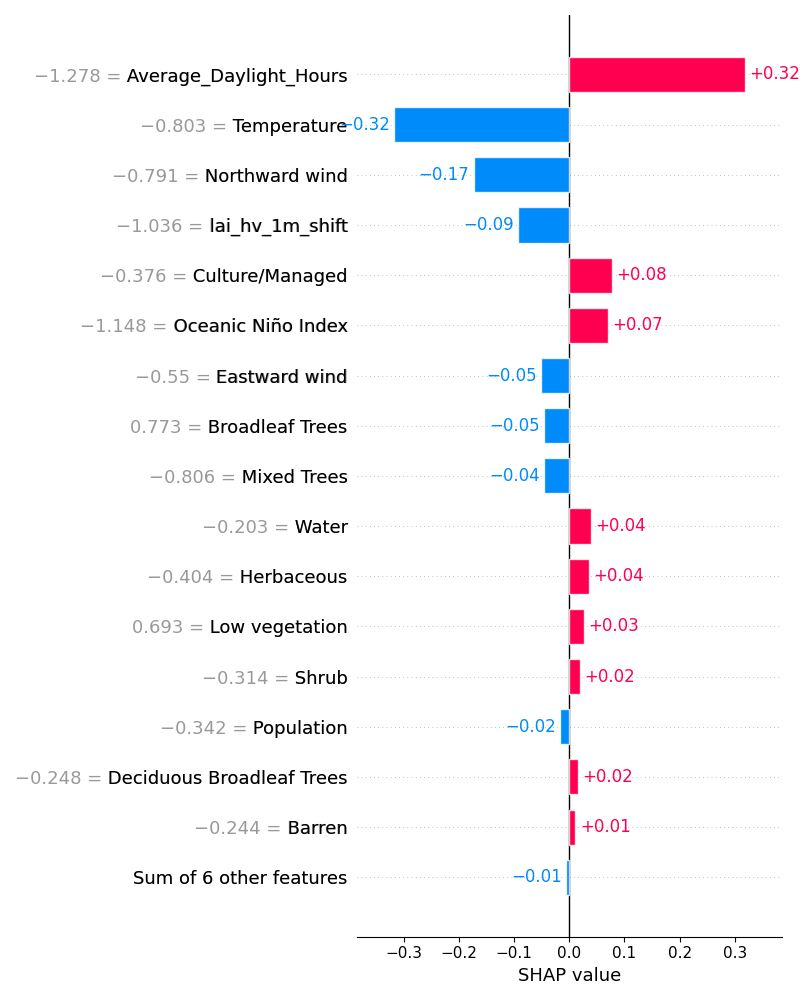 −1.278 = Average_Daylight_Hours +0.32
−0.803 = Temperature −0.32
−0.791 = Northward wind −0.17
−1.036 = lai_hv_1m_shift −0.09
−0.376 = Culture/Managed +0.08
−1.148 = Oceanic Niño Index +0.07
−0.55 = Eastward wind −0.05
0.773 = Broadleaf Trees −0.05
−0.806 = Mixed Trees −0.04
−0.203 = Water +0.04
−0.404 = Herbaceous +0.04
0.693 = Low vegetation +0.03
−0.314 = Shrub +0.02
−0.342 = Population −0.02
−0.248 = Deciduous Broadleaf Trees +0.02
−0.244 = Barren +0.01
Sum of 6 other features −0.01
−0.3 −0.2 −0.1 0.0 0.1 0.2 0.3
SHAP value